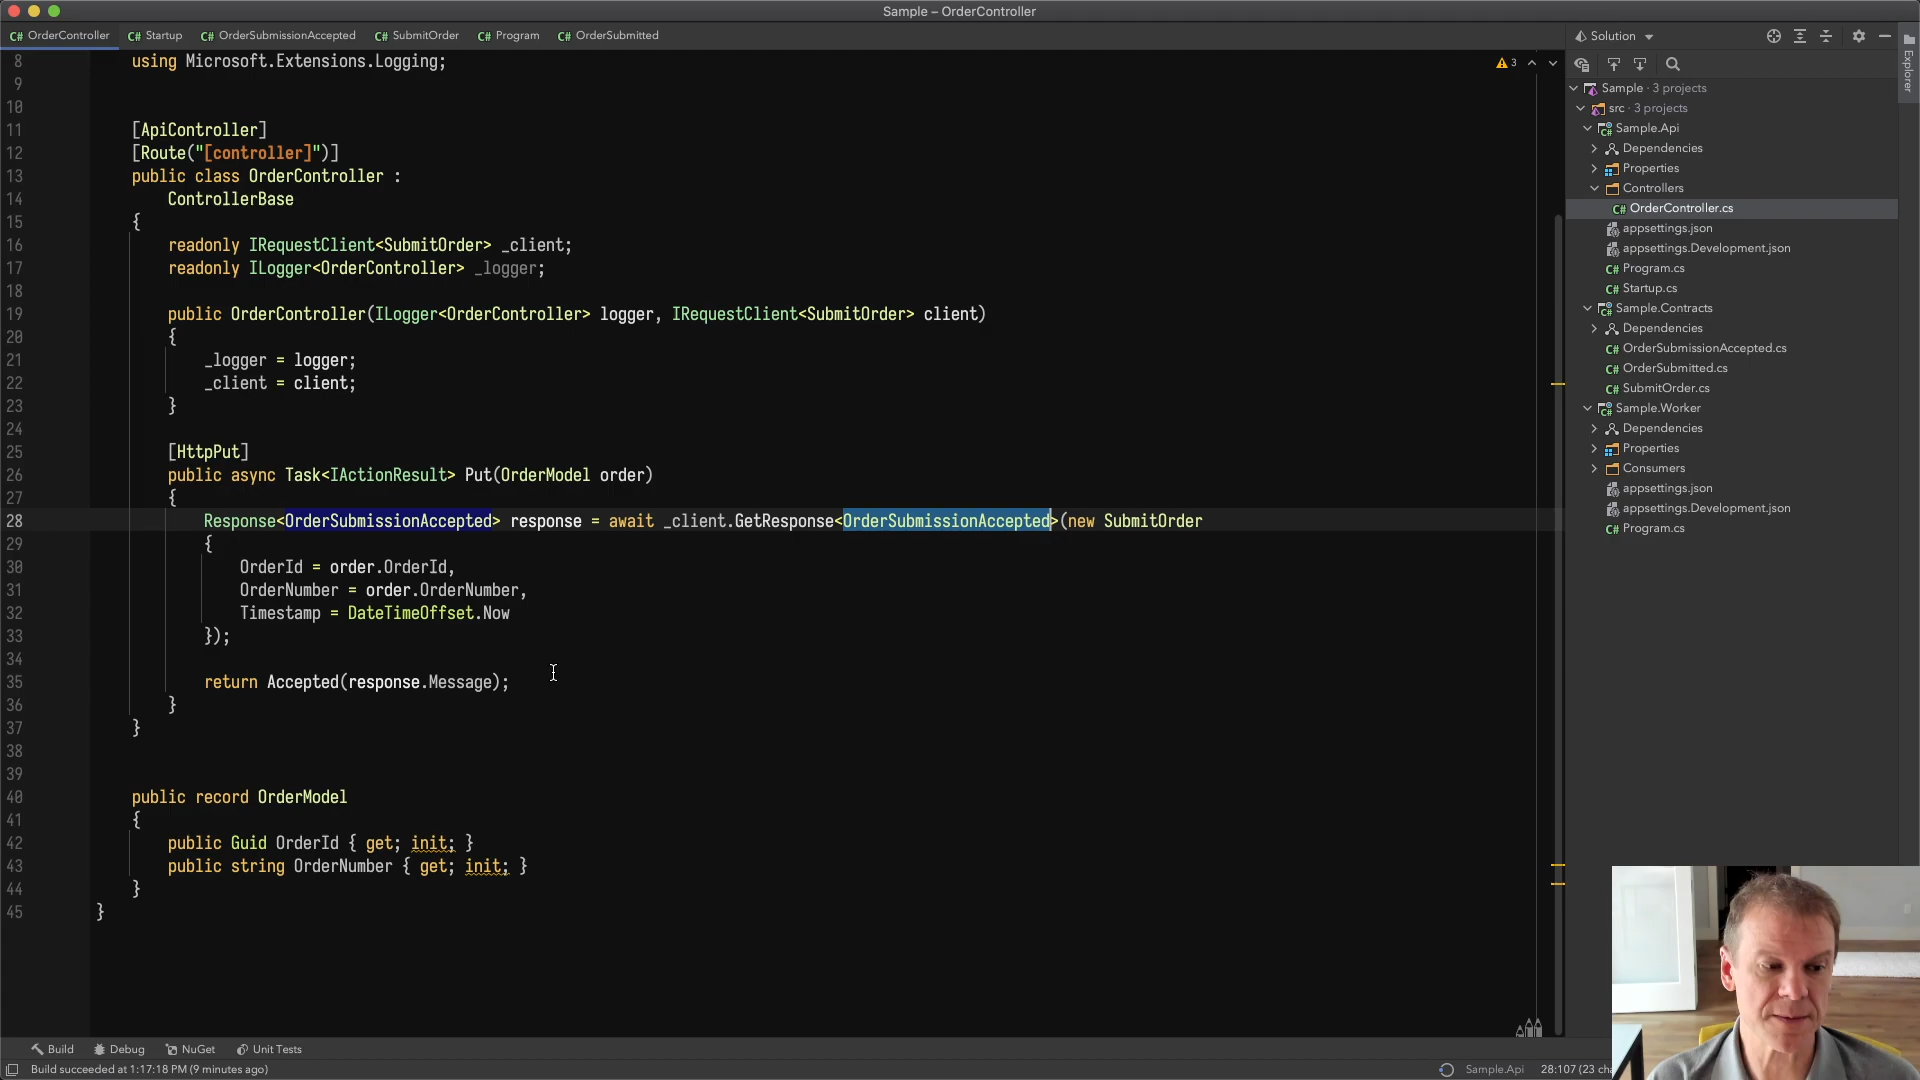 Sample – OrderController
C# OrderController C# Startup C# OrderSubmissionAccepted C# SubmitOrder C# Program C# OrderSubmitted
Solution
Explorer
3
8 using Microsoft.Extensions.Logging;
9
10
11 [ApiController]
12 [Route("[controller]")]
13 public class OrderController :
14 ControllerBase
15 {
16 readonly IRequestClient<SubmitOrder> _client;
17 readonly ILogger<OrderController> _logger;
18
19 public OrderController(ILogger<OrderController> logger, IRequestClient<SubmitOrder> client)
20 {
21 _logger = logger;
22 _client = client;
23 }
24
25 [HttpPut]
26 public async Task<IActionResult> Put(OrderModel order)
27 {
28 Response<OrderSubmissionAccepted> response = await _client.GetResponse<OrderSubmissionAccepted>(new SubmitOrder
29 {
30 OrderId = order.OrderId,
31 OrderNumber = order.OrderNumber,
32 Timestamp = DateTimeOffset.Now
33 });
34
35 return Accepted(response.Message);
36 }
37 }
38
39
40 public record OrderModel
41 {
42 public Guid OrderId { get; init; }
43 public string OrderNumber { get; init; }
44 }
45 }
Sample · 3 projects
src · 3 projects
Sample.Api
Dependencies
Properties
Controllers
C# OrderController.cs
appsettings.json
appsettings.Development.json
C# Program.cs
C# Startup.cs
Sample.Contracts
Dependencies
C# OrderSubmissionAccepted.cs
C# OrderSubmitted.cs
C# SubmitOrder.cs
Sample.Worker
Dependencies
Properties
Consumers
appsettings.json
appsettings.Development.json
C# Program.cs
Build Debug NuGet Unit Tests
Build succeeded at 1:17:18 PM (9 minutes ago)
Sample.Api 28:107 (23 cha